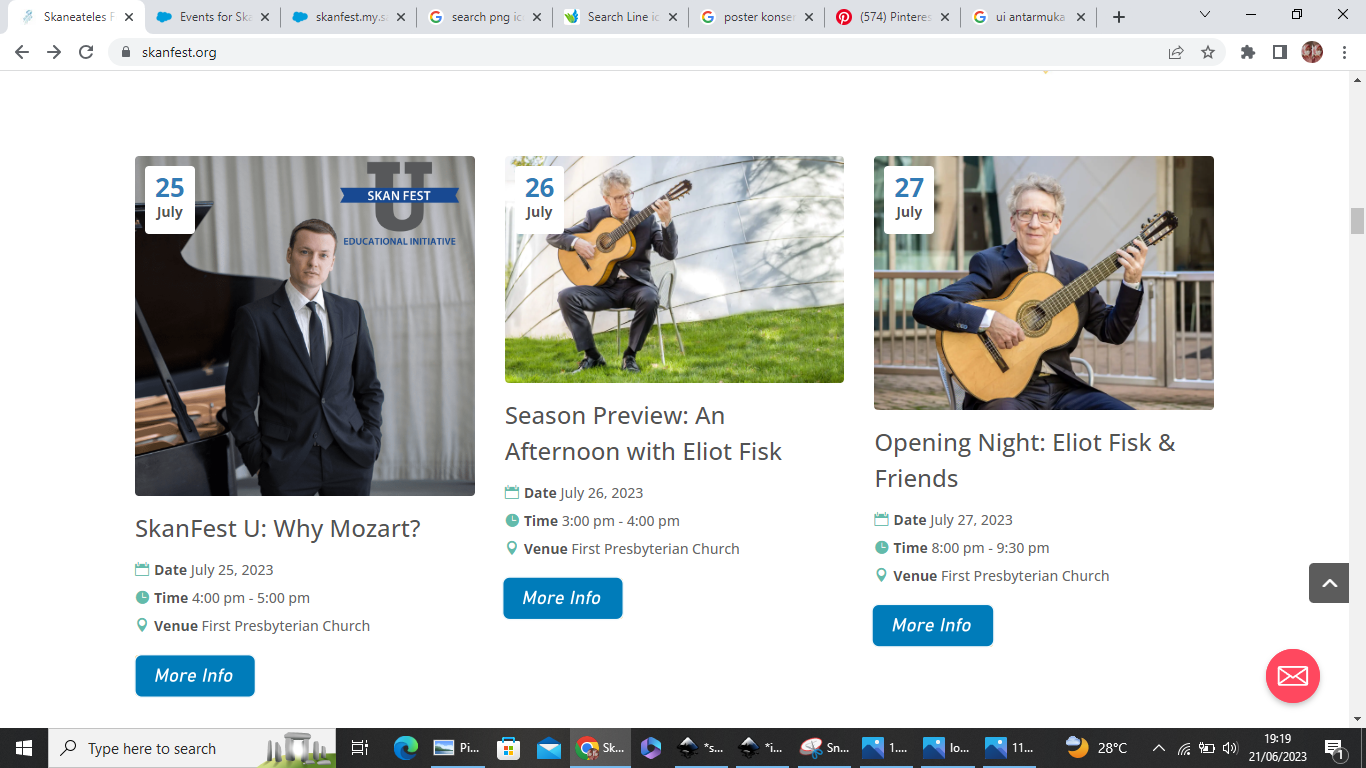 Skaneateles F
Events for Ska
skanfest.my.sa
search png ico
Search Line ic
poster konser
(574) Pinteres
ui antarmuka
skanfest.org
25
July
SKAN FEST
U
EDUCATIONAL INITIATIVE
SkanFest U: Why Mozart?
Date July 25, 2023
Time 4:00 pm - 5:00 pm
Venue First Presbyterian Church
More Info
26
July
Season Preview: An
Afternoon with Eliot Fisk
Date July 26, 2023
Time 3:00 pm - 4:00 pm
Venue First Presbyterian Church
More Info
27
July
Opening Night: Eliot Fisk &
Friends
Date July 27, 2023
Time 8:00 pm - 9:30 pm
Venue First Presbyterian Church
More Info
Type here to search
Pi...
Sk...
*s...
*i...
Sn...
1....
lo...
11...
28°C
19:19
21/06/2023
1